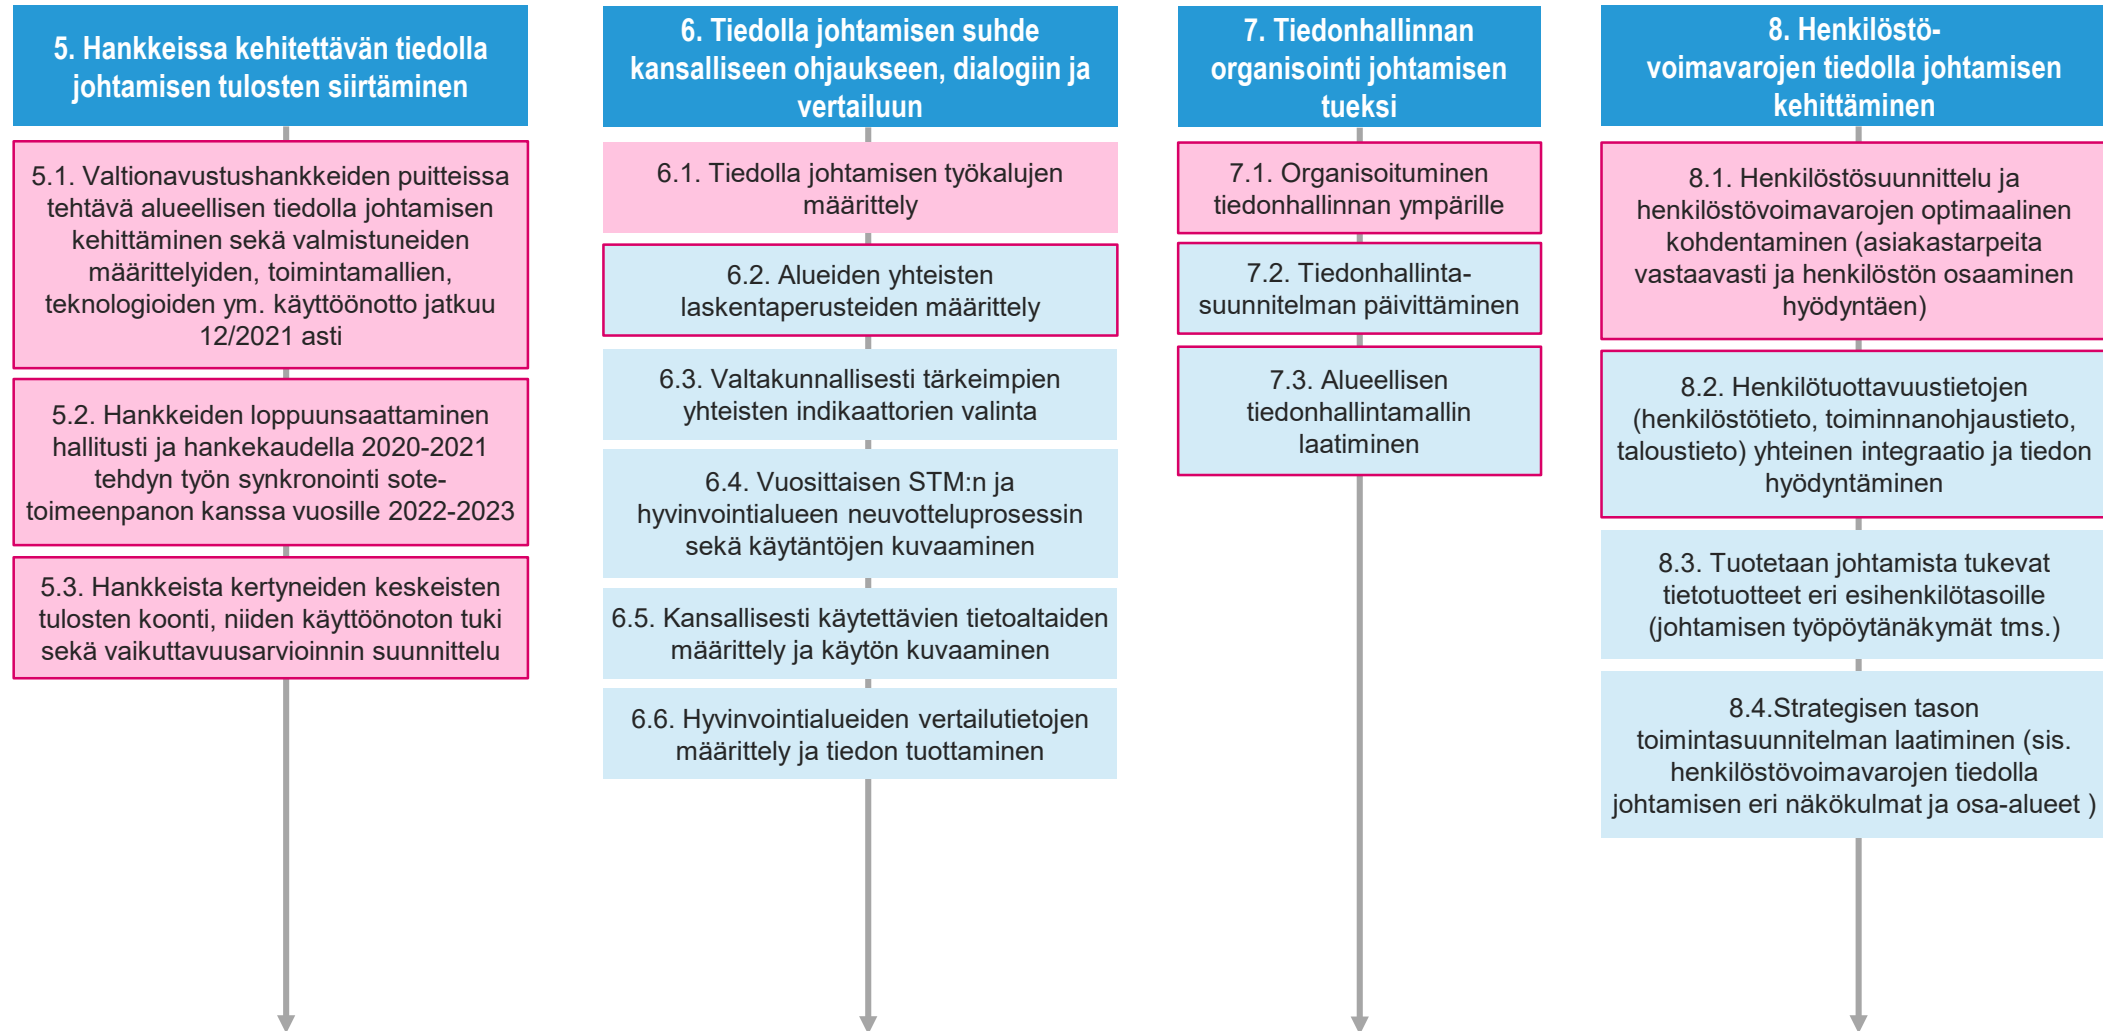 5. Hankkeissa kehitettävän tiedolla
johtamisen tulosten siirtäminen
5.1. Valtionavustushankkeiden puitteissa
tehtävä alueellisen tiedolla johtamisen
kehittäminen sekä valmistuneiden
määrittelyiden, toimintamallien,
teknologioiden ym. käyttöönotto jatkuu
12/2021 asti
5.2. Hankkeiden loppuunsaattaminen
hallitusti ja hankekaudella 2020-2021
tehdyn työn synkronointi sote-
toimeenpanon kanssa vuosille 2022-2023
5.3. Hankkeista kertyneiden keskeisten
tulosten koonti, niiden käyttöönoton tuki
sekä vaikuttavuusarvioinnin suunnittelu
6. Tiedolla johtamisen suhde
kansalliseen ohjaukseen, dialogiin ja
vertailuun
6.1. Tiedolla johtamisen työkalujen
määrittely
6.2. Alueiden yhteisten
laskentaperusteiden määrittely
6.3. Valtakunnallisesti tärkeimpien
yhteisten indikaattorien valinta
6.4. Vuosittaisen STM:n ja
hyvinvointialueen neuvotteluprosessin
sekä käytäntöjen kuvaaminen
6.5. Kansallisesti käytettävien tietoaltaiden
määrittely ja käytön kuvaaminen
6.6. Hyvinvointialueiden vertailutietojen
määrittely ja tiedon tuottaminen
7. Tiedonhallinnan
organisointi johtamisen
tueksi
7.1. Organisoituminen
tiedonhallinnan ympärille
7.2. Tiedonhallinta-
suunnitelman päivittäminen
7.3. Alueellisen
tiedonhallintamallin
laatiminen
8. Henkilöstö-
voimavarojen tiedolla johtamisen
kehittäminen
8.1. Henkilöstösuunnittelu ja
henkilöstövoimavarojen optimaalinen
kohdentaminen (asiakastarpeita
vastaavasti ja henkilöstön osaaminen
hyödyntäen)
8.2. Henkilötuottavuustietojen
(henkilöstötieto, toiminnanohjaustieto,
taloustieto) yhteinen integraatio ja tiedon
hyödyntäminen
8.3. Tuotetaan johtamista tukevat
tietotuotteet eri esihenkilötasoille
(johtamisen työpöytänäkymät tms.)
8.4.Strategisen tason
toimintasuunnitelman laatiminen (sis.
henkilöstövoimavarojen tiedolla
johtamisen eri näkökulmat ja osa-alueet )